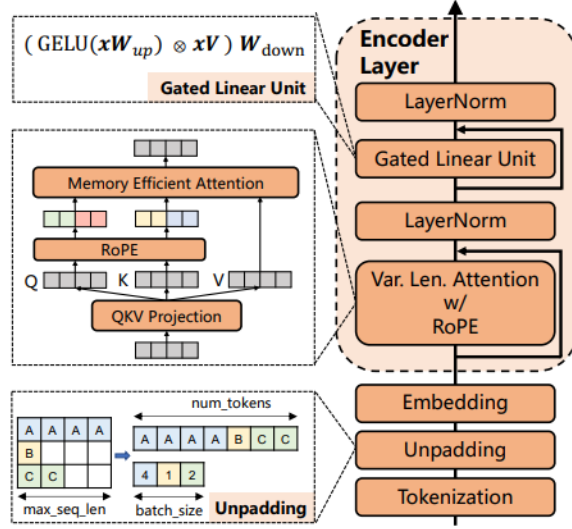 ( GELU(xW_up) ⊗ xV ) W_down
Gated Linear Unit
Memory Efficient Attention
RoPE
Q
K
V
QKV Projection
num_tokens
A A A A
B
C C
A A A A B C C
4 1 2
max_seq_len
batch_size
Unpadding
Encoder
Layer
LayerNorm
Gated Linear Unit
LayerNorm
Var. Len. Attention
w/
RoPE
Embedding
Unpadding
Tokenization